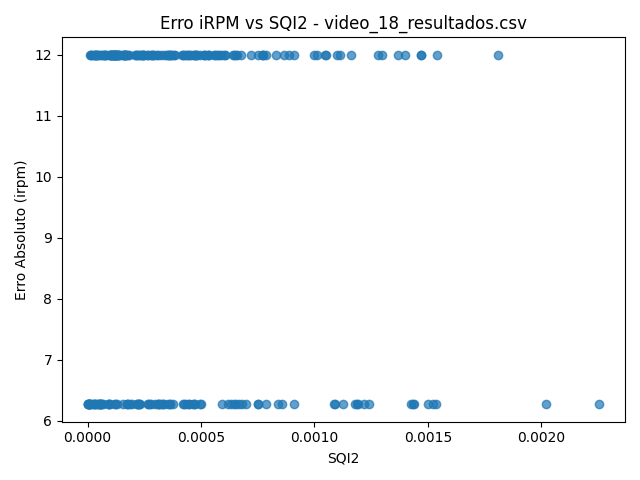 Erro iRPM vs SQI2 - video_18_resultados.csv
Erro Absoluto (irpm)
12
11
10
9
8
7
6
0.0000 0.0005 0.0010 0.0015 0.0020
SQI2